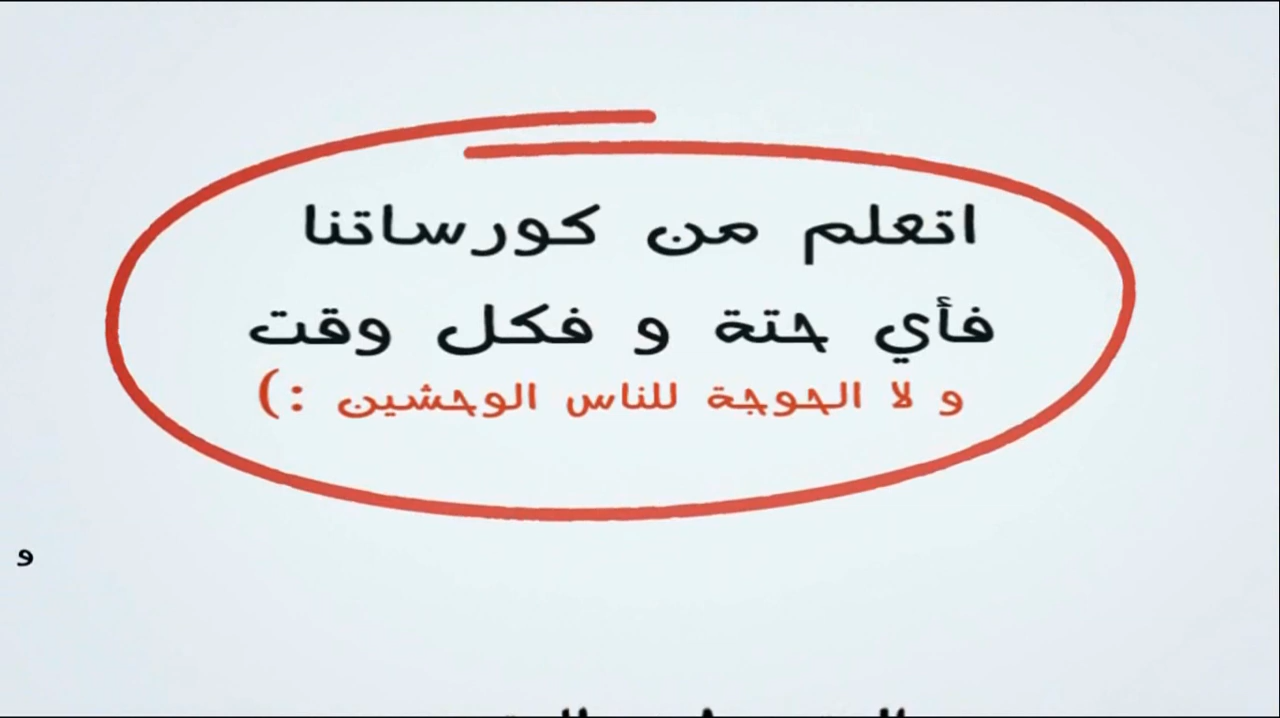 اتعلم من كورساتنا
فأي حتة و فكل وقت
و لا الحوجة للناس الوحشين :)
و